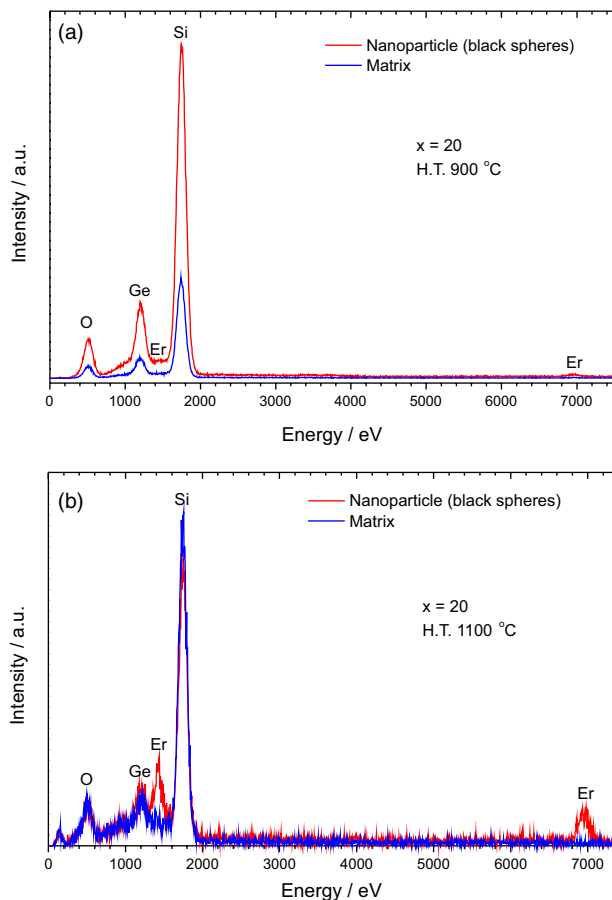 (a)
Si
Nanoparticle (black spheres)
Matrix
x = 20
H.T. 900 °C
Ge
O
Er
Er
Intensity / a.u.
0 1000 2000 3000 4000 5000 6000 7000
Energy / eV
(b)
Si
Nanoparticle (black spheres)
Matrix
x = 20
H.T. 1100 °C
Er
O
Ge
Er
Intensity / a.u.
0 1000 2000 3000 4000 5000 6000 7000
Energy / eV